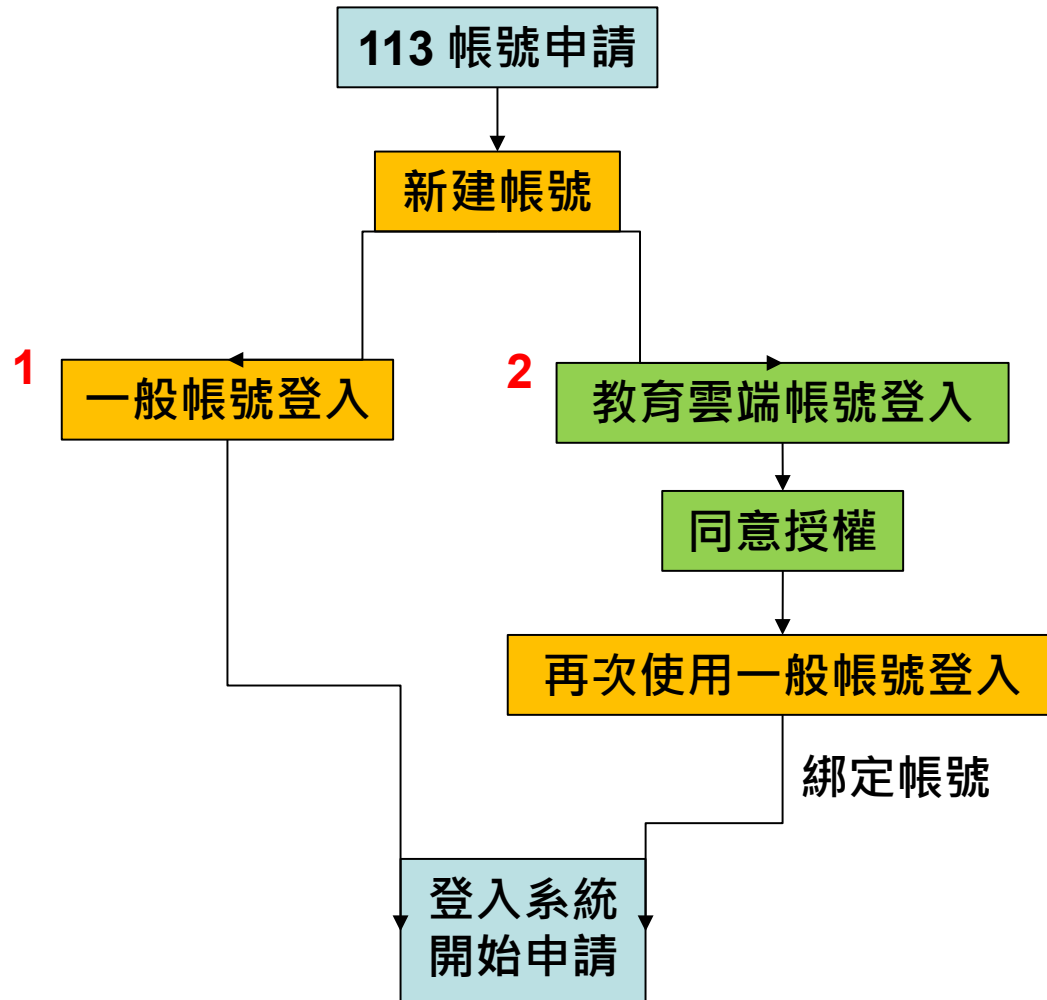 113 帳號申請
新建帳號
1
一般帳號登入
2
教育雲端帳號登入
同意授權
再次使用一般帳號登入
綁定帳號
登入系統
開始申請